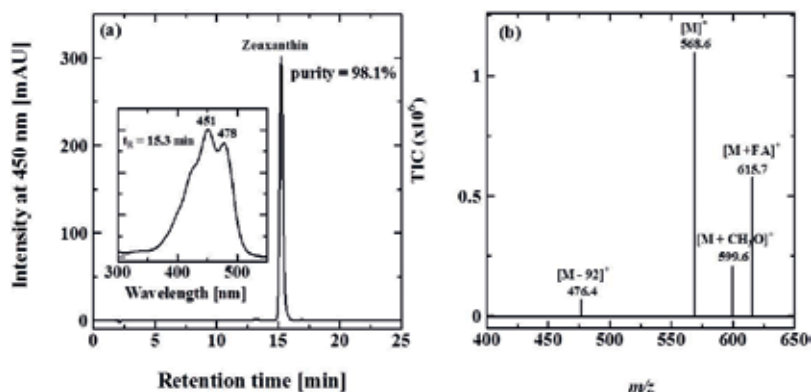 (a)
Zeaxanthin
purity = 98.1%
Intensity at 450 nm [mAU]
300
200
100
0
0
5
10
15
20
25
Retention time [min]
451
478
tR = 15.3 min
300
400
500
Wavelength [nm]
(b)
[M]+
568.6
[M +FA]+
615.7
[M + CH3O]+
599.6
[M - 92]+
476.4
TIC (x10⁶)
1
0.5
0
400
450
500
550
600
650
m/z